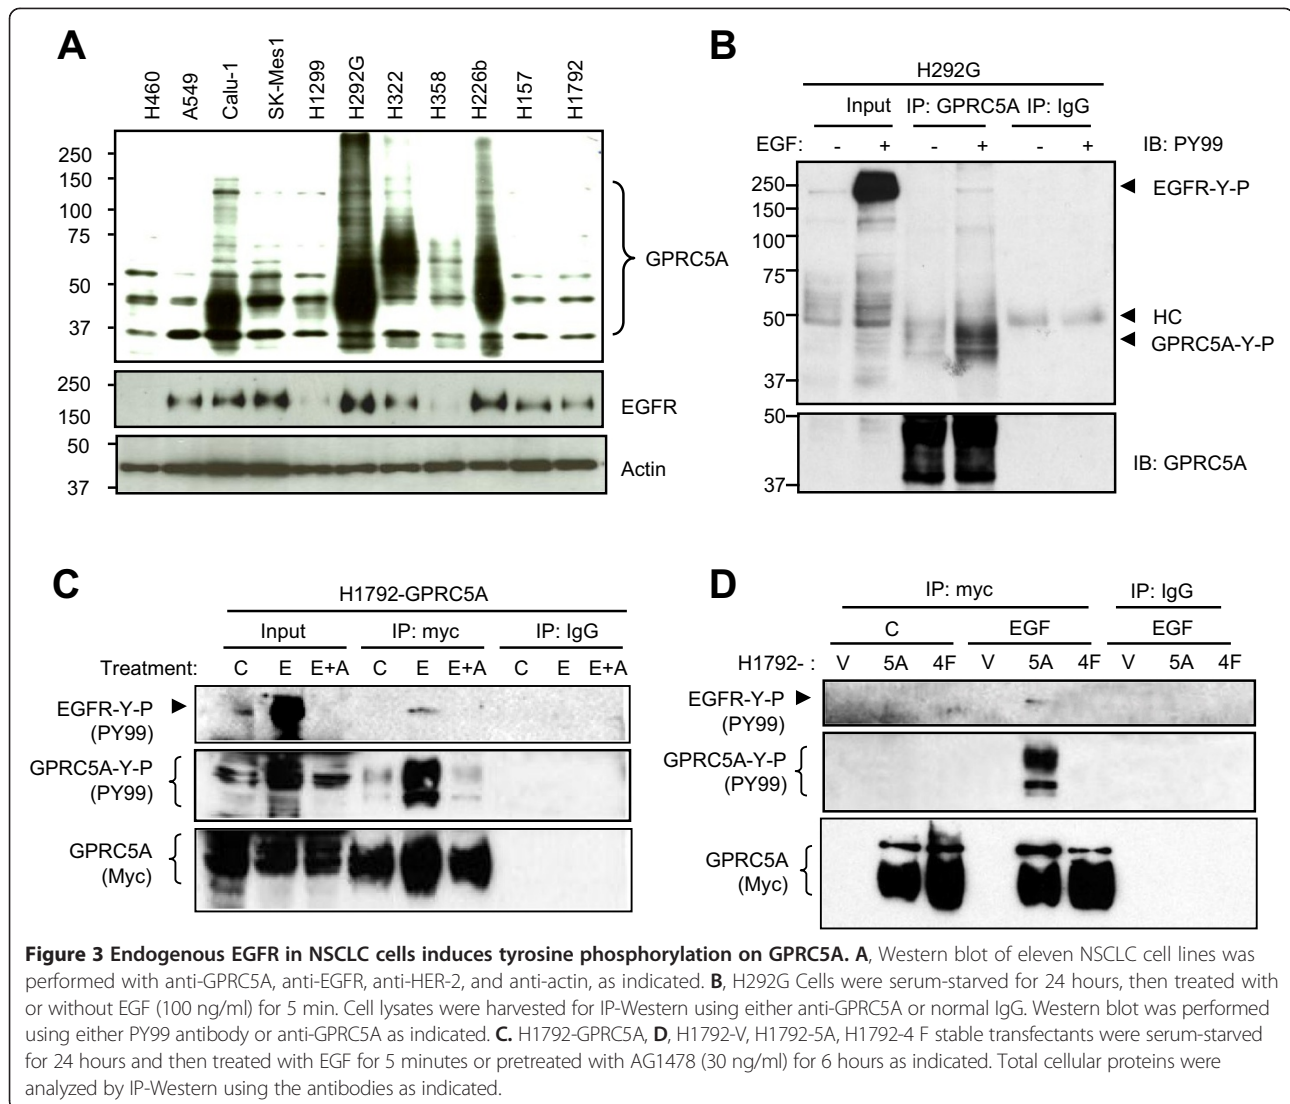 A
H460 A549 Calu-1 SK-Mes1 H1299 H292G H322 H358 H226b H157 H1792
250
150
100
75
50
37
GPRC5A
250
150
EGFR
50
37
Actin
B
H292G
Input IP: GPRC5A IP: IgG
EGF: - + - + - + IB: PY99
250
150
100
75
50
37
EGFR-Y-P
HC
GPRC5A-Y-P
50
37
IB: GPRC5A
C
H1792-GPRC5A
Input IP: myc IP: IgG
Treatment: C E E+A C E E+A C E E+A
EGFR-Y-P
(PY99)
GPRC5A-Y-P
(PY99)
GPRC5A
(Myc)
D
IP: myc IP: IgG
C EGF EGF
H1792- : V 5A 4F V 5A 4F V 5A 4F
EGFR-Y-P
(PY99)
GPRC5A-Y-P
(PY99)
GPRC5A
(Myc)
Figure 3 Endogenous EGFR in NSCLC cells induces tyrosine phosphorylation on GPRC5A. A, Western blot of eleven NSCLC cell lines was
performed with anti-GPRC5A, anti-EGFR, anti-HER-2, and anti-actin, as indicated. B, H292G Cells were serum-starved for 24 hours, then treated with
or without EGF (100 ng/ml) for 5 min. Cell lysates were harvested for IP-Western using either anti-GPRC5A or normal IgG. Western blot was performed
using either PY99 antibody or anti-GPRC5A as indicated. C. H1792-GPRC5A, D, H1792-V, H1792-5A, H1792-4 F stable transfectants were serum-starved
for 24 hours and then treated with EGF for 5 minutes or pretreated with AG1478 (30 ng/ml) for 6 hours as indicated. Total cellular proteins were
analyzed by IP-Western using the antibodies as indicated.